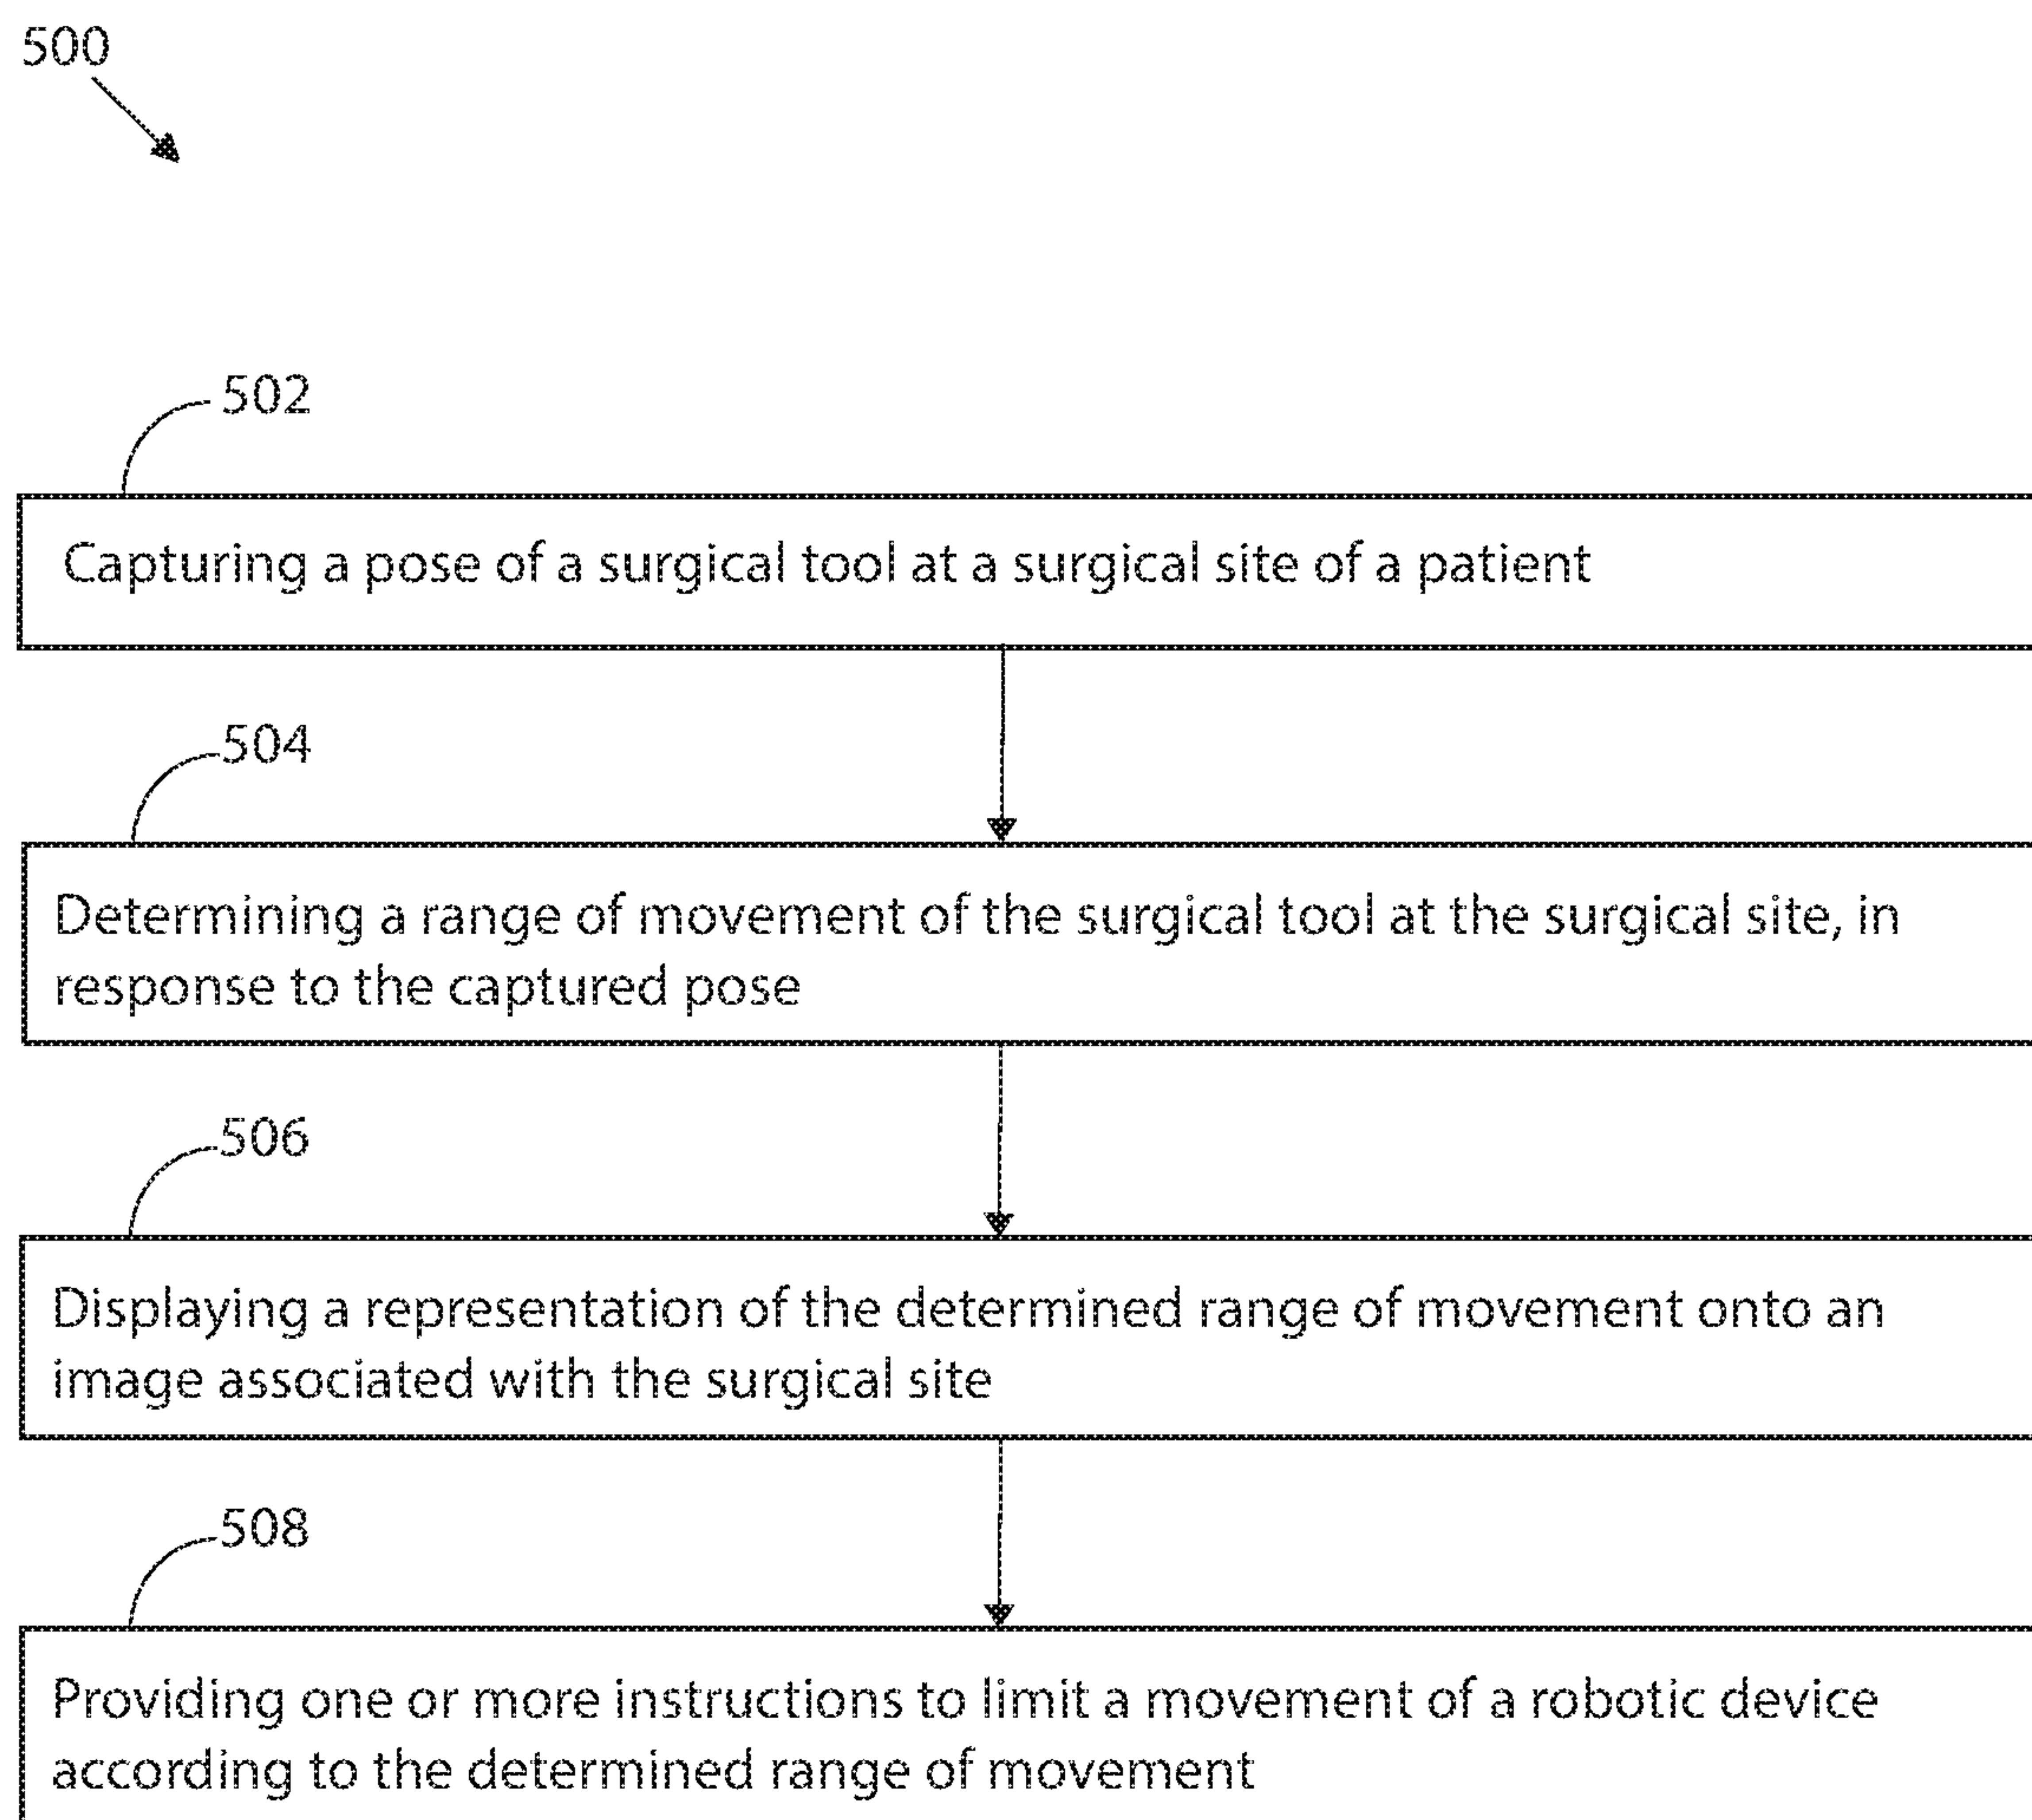 500
502
Capturing a pose of a surgical tool at a surgical site of a patient
504
Determining a range of movement of the surgical tool at the surgical site, in
response to the captured pose
506
Displaying a representation of the determined range of movement onto an
image associated with the surgical site
508
Providing one or more instructions to limit a movement of a robotic device
according to the determined range of movement